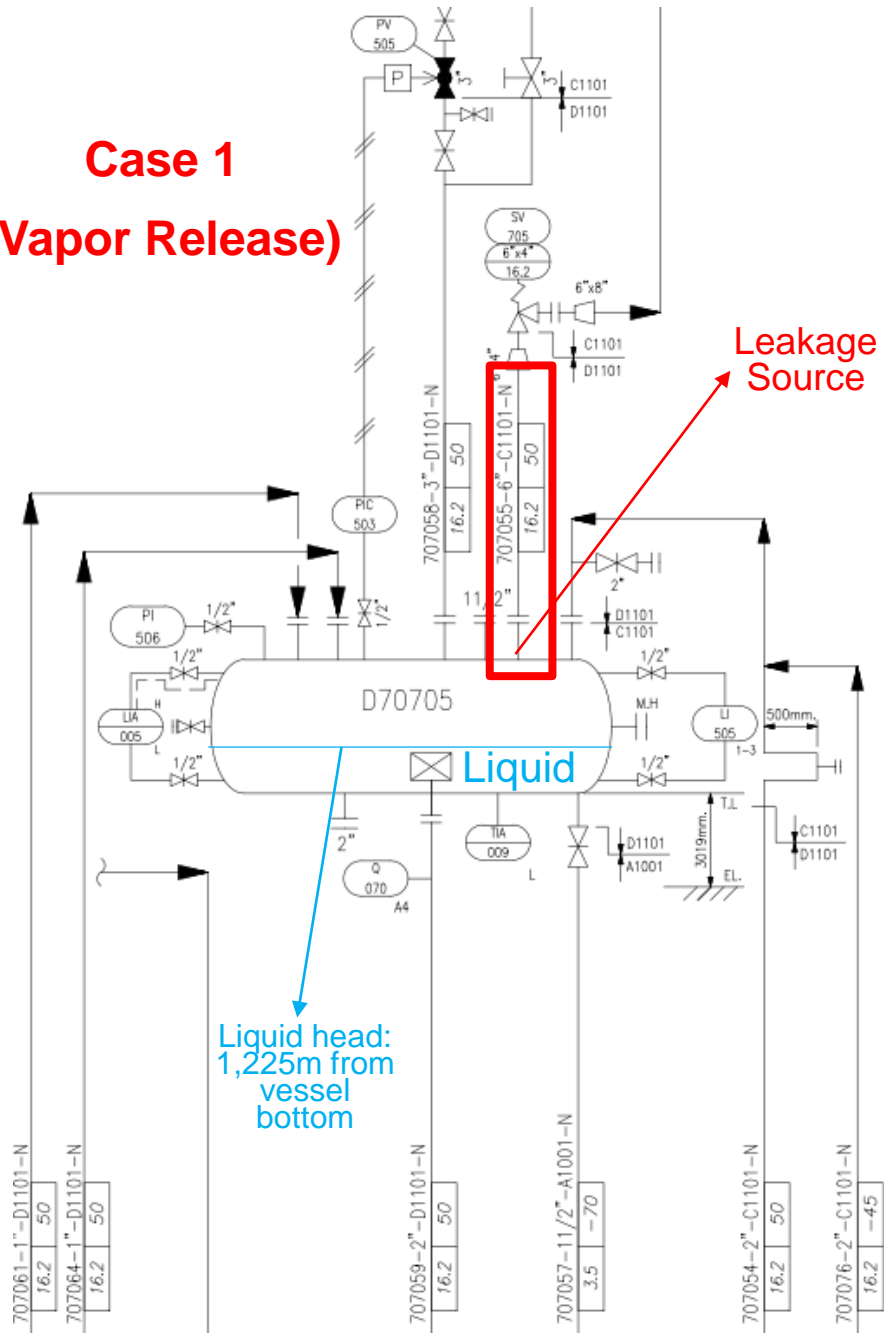 PV
505
P
3"
3"
C1101
D1101
Case 1
Vapor Release)
SV
705
6"x4"
16.2
6"x8"
C1101
D1101
Leakage
Source
707058-3"-D1101-N
16.2
50
707055-6"-C1101-N
16.2
50
PIC
503
11/2"
2"
D1101
C1101
PI
506
1/2"
1/2"
1/2"
1/2"
D70705
M.H
LIA
005
H
L
LI
505
1-3
500mm.
1/2"
1/2"
Liquid
T.L
2"
TIA
009
L
D1101
A1001
3019mm.
C1101
D1101
Q
070
A4
EL.
Liquid head:
1,225m from
vessel
bottom
707061-1"-D1101-N
16.2
50
707064-1"-D1101-N
16.2
50
707059-2"-D1101-N
16.2
50
707057-11/2"-A1001-N
3.5
-70
707054-2"-C1101-N
16.2
50
707076-2"-C1101-N
16.2
-45